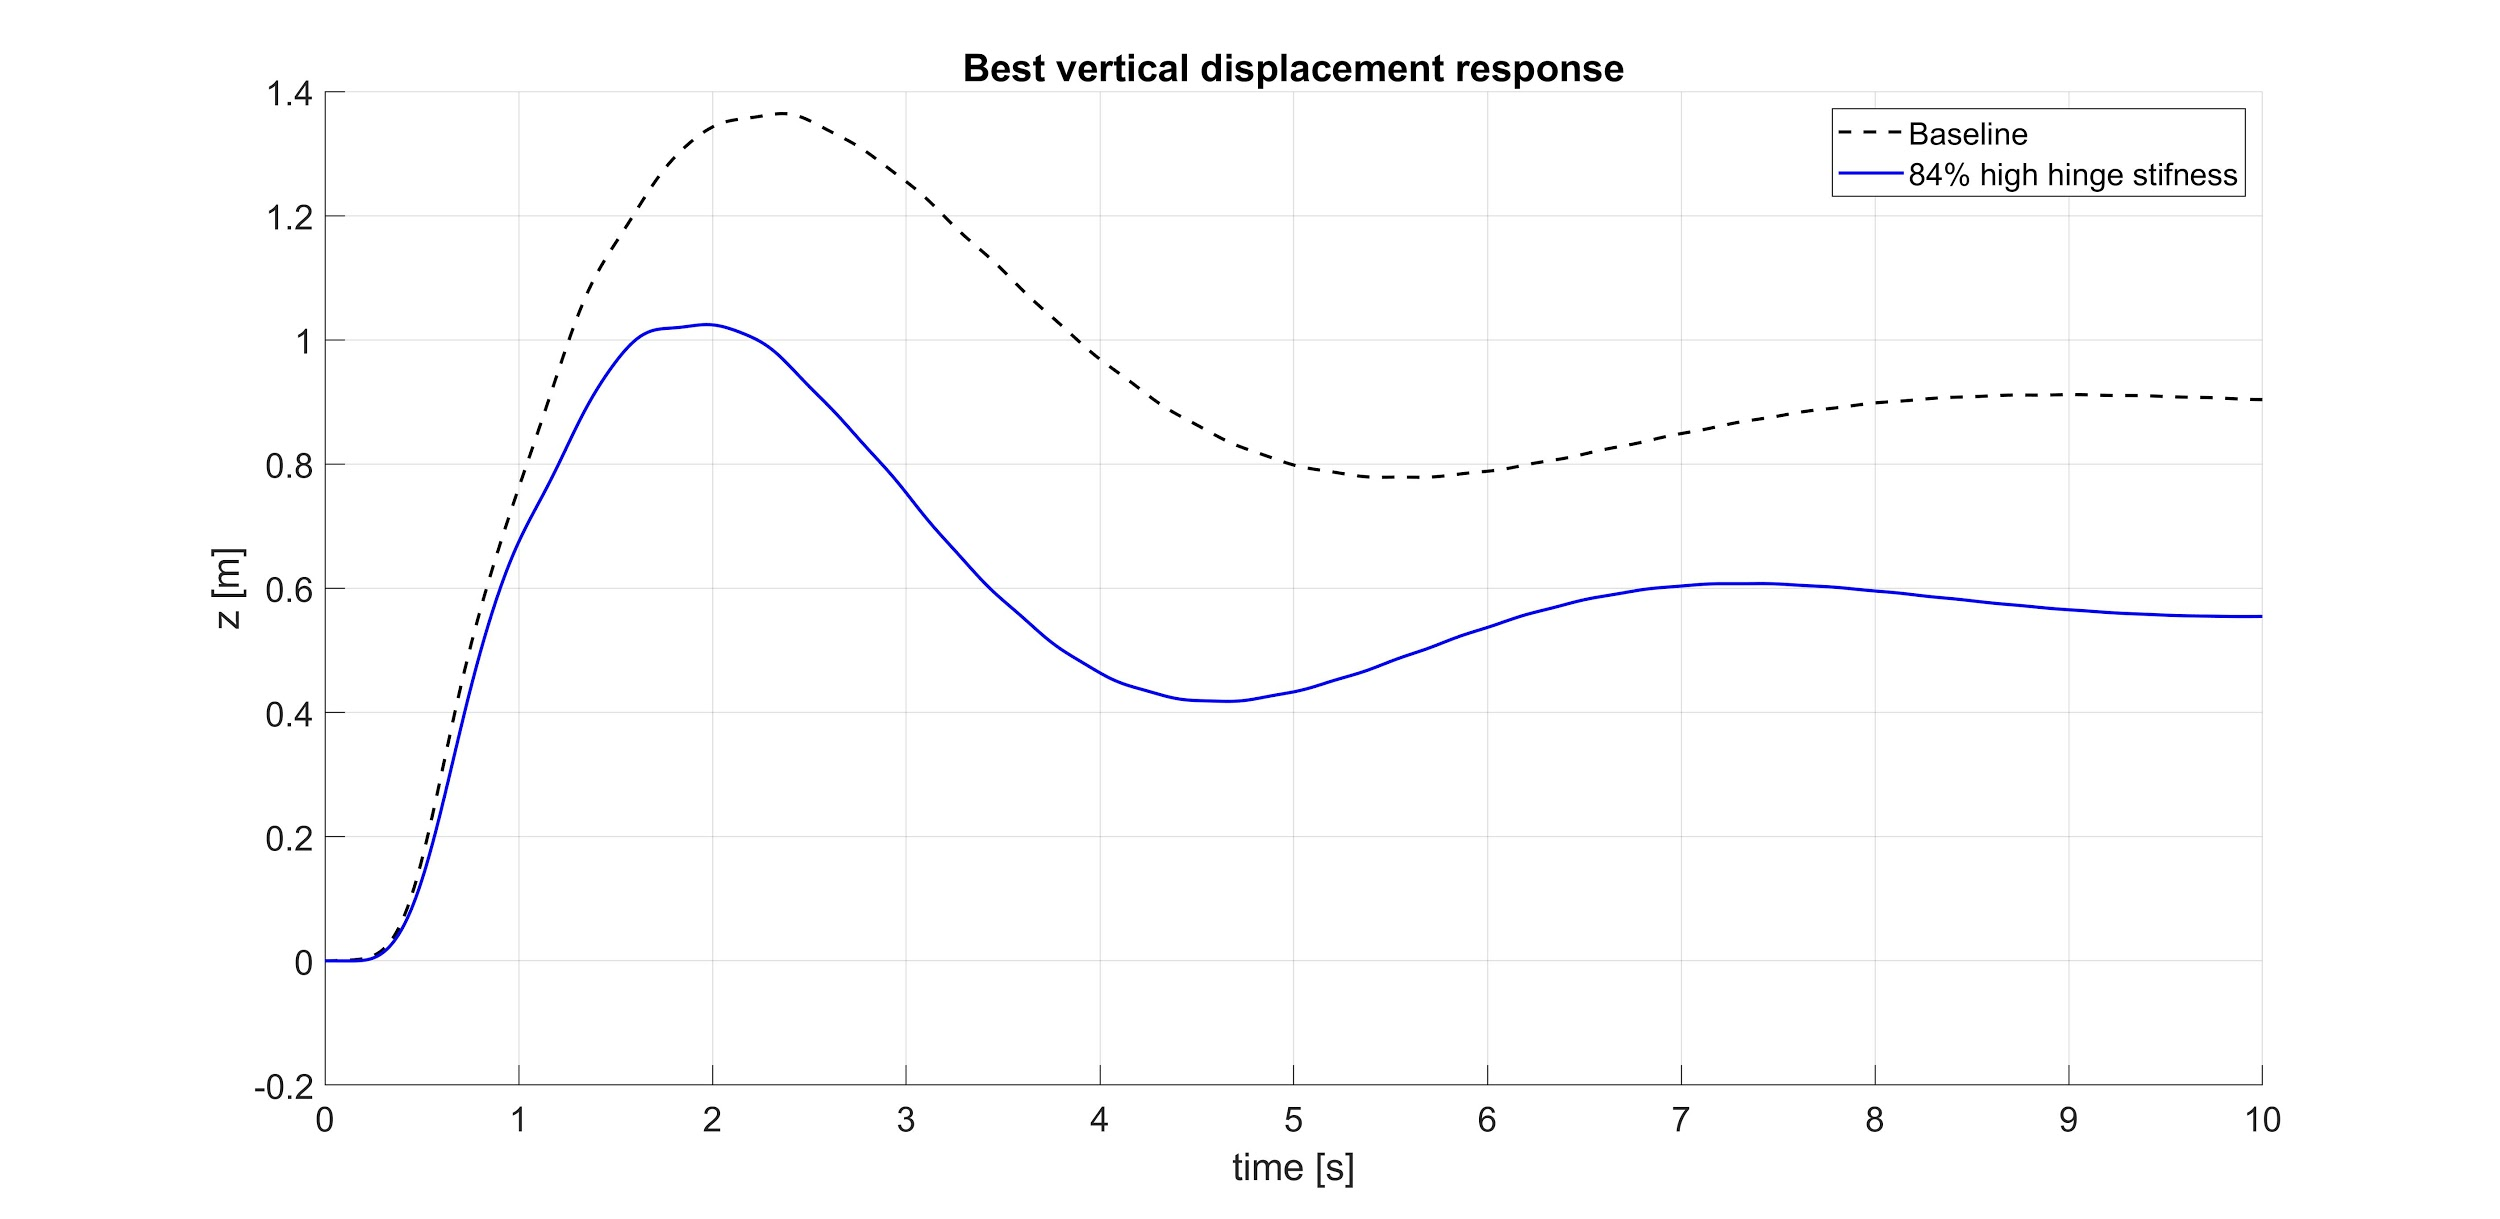 Best vertical displacement response
Baseline
84% high hinge stifness
z [m]
1.4
1.2
1
0.8
0.6
0.4
0.2
0
-0.2
0 1 2 3 4 5 6 7 8 9 10
time [s]